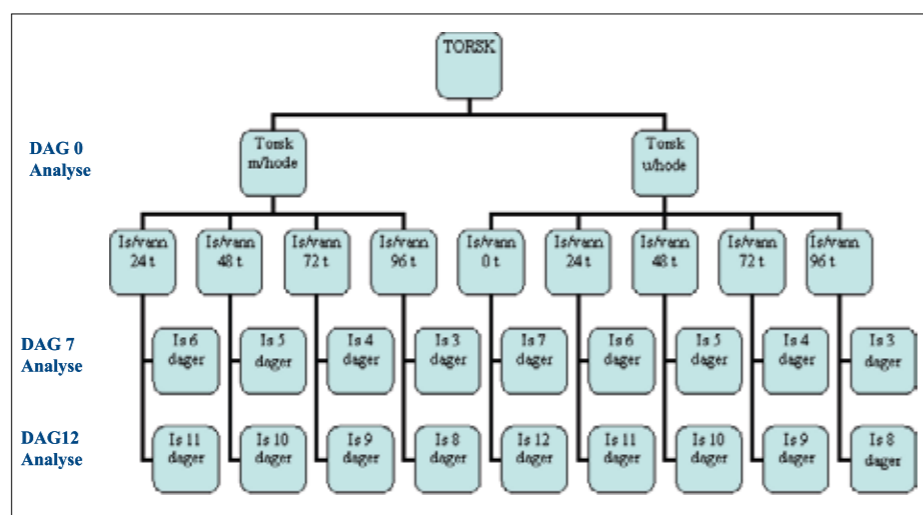 TORSK
DAG 0
Analyse
Torsk
m/hode
Torsk
u/hode
Is/vann
24 t
Is/vann
48 t
Is/vann
72 t
Is/vann
96 t
Is/vann
0 t
Is/vann
24 t
Is/vann
48 t
Is/vann
72 t
Is/vann
96 t
DAG 7
Analyse
Is 6
dager
Is 5
dager
Is 4
dager
Is 3
dager
Is 7
dager
Is 6
dager
Is 5
dager
Is 4
dager
Is 3
dager
DAG12
Analyse
Is 11
dager
Is 10
dager
Is 9
dager
Is 8
dager
Is 12
dager
Is 11
dager
Is 10
dager
Is 9
dager
Is 8
dager